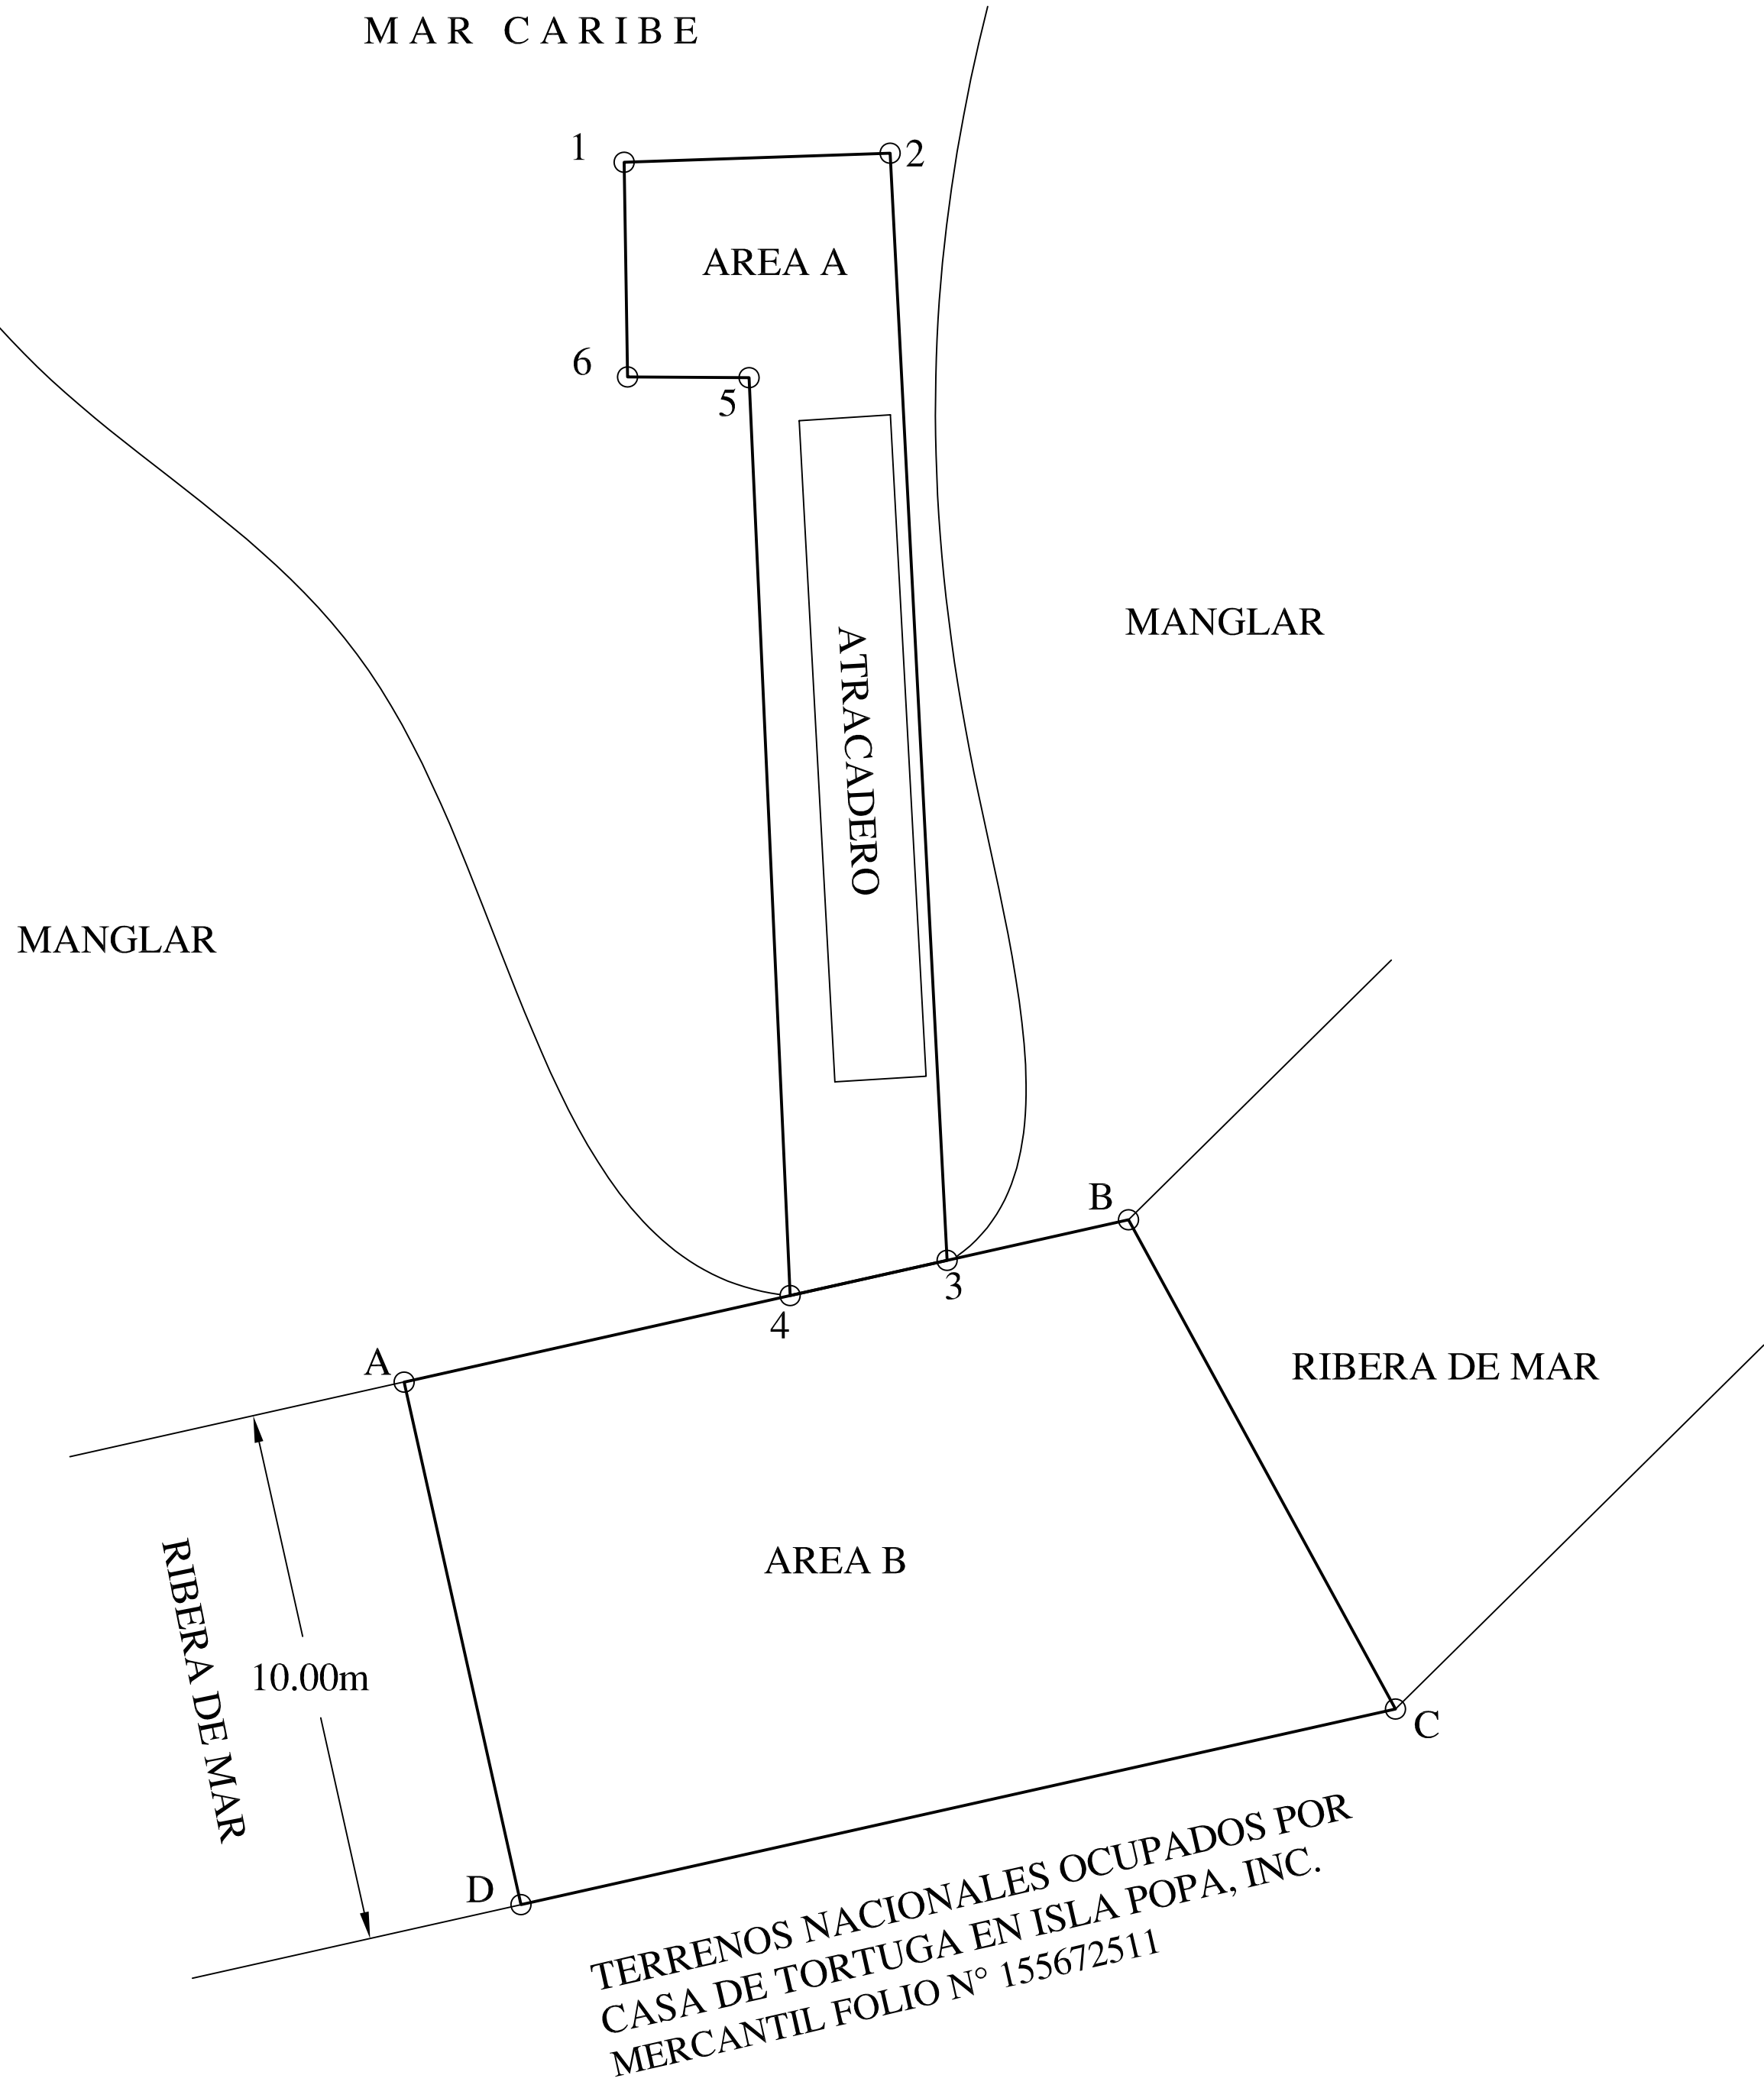 MAR CARIBE
1
2
AREA A
6
5
ATRACADERO
MANGLAR
MANGLAR
B
3
4
A
RIBERA DE MAR
AREA B
RIBERA DE MAR
10.00m
C
D
TERRENOS NACIONALES OCUPADOS POR
CASA DE TORTUGA EN ISLA POPA, INC.
MERCANTIL FOLIO N° 155672511